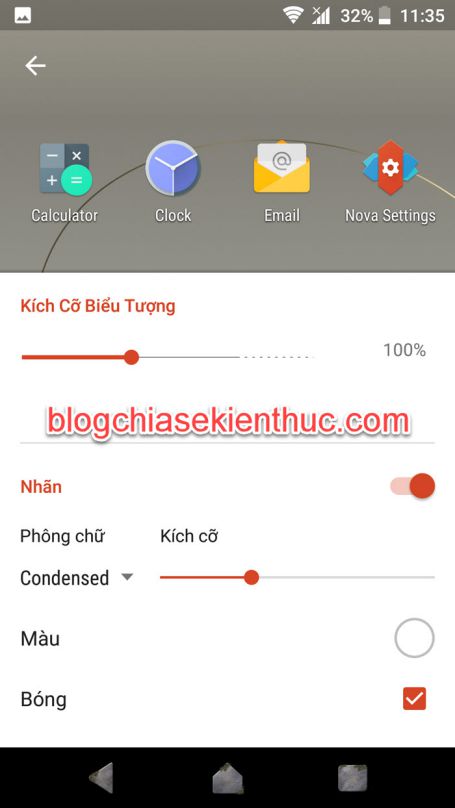 32% 11:35
Calculator Clock Email Nova Settings
Kích Cỡ Biểu Tượng
100%
blogchiasekienthuc.com
Nhãn
Phông chữ Kích cỡ
Condensed
Màu
Bóng